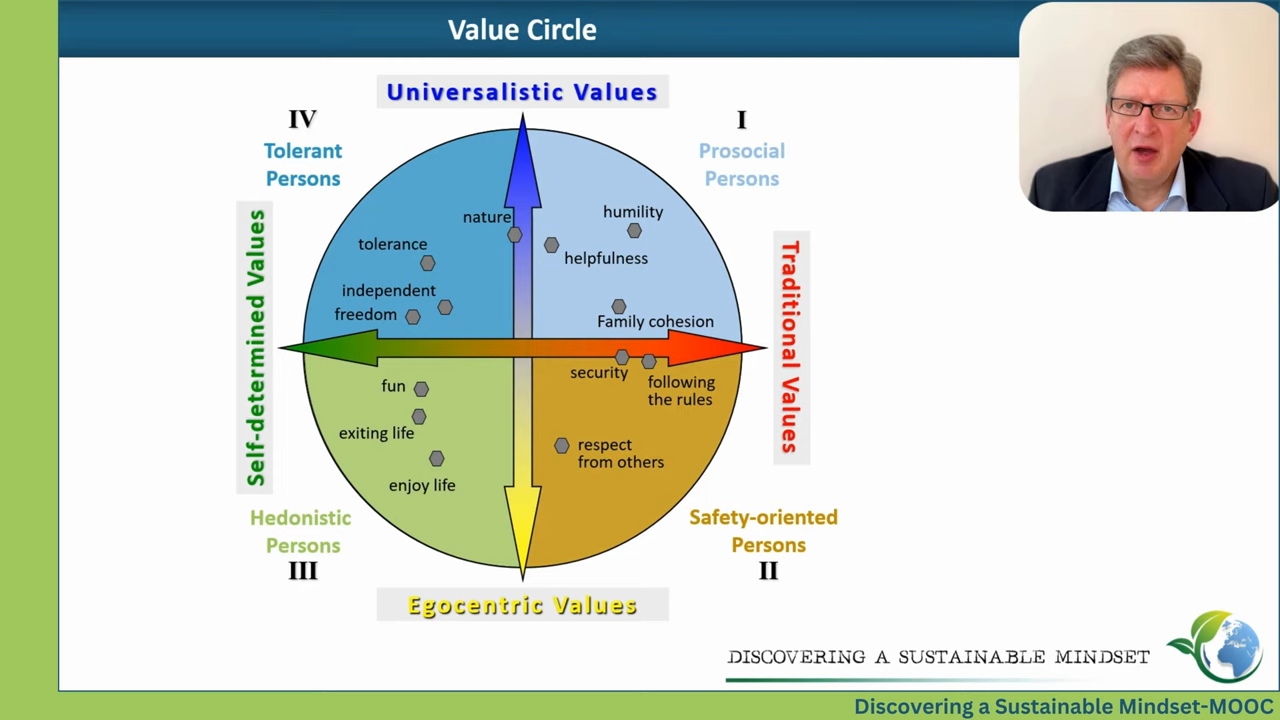 Value Circle
Universalistic Values
IV
Tolerant
Persons
I
Prosocial
Persons
Self-determined Values
Traditional Values
nature
humility
tolerance
helpfulness
independent
freedom
Family cohesion
security
following
the rules
fun
exiting life
respect
from others
enjoy life
Hedonistic
Persons
III
Safety-oriented
Persons
II
Egocentric Values
DISCOVERING A SUSTAINABLE MINDSET
Discovering a Sustainable Mindset-MOOC